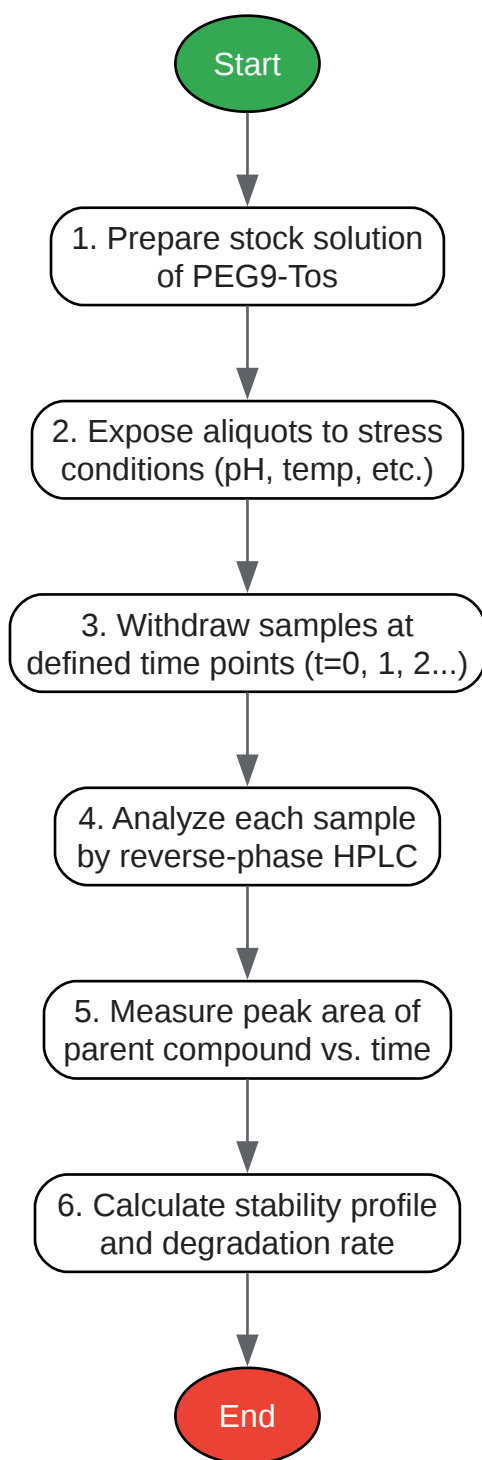 Start
1. Prepare stock solution
of PEG9-Tos
2. Expose aliquots to stress
conditions (pH, temp, etc.)
3. Withdraw samples at
defined time points (t=0, 1, 2...)
4. Analyze each sample
by reverse-phase HPLC
5. Measure peak area of
parent compound vs. time
6. Calculate stability profile
and degradation rate
End